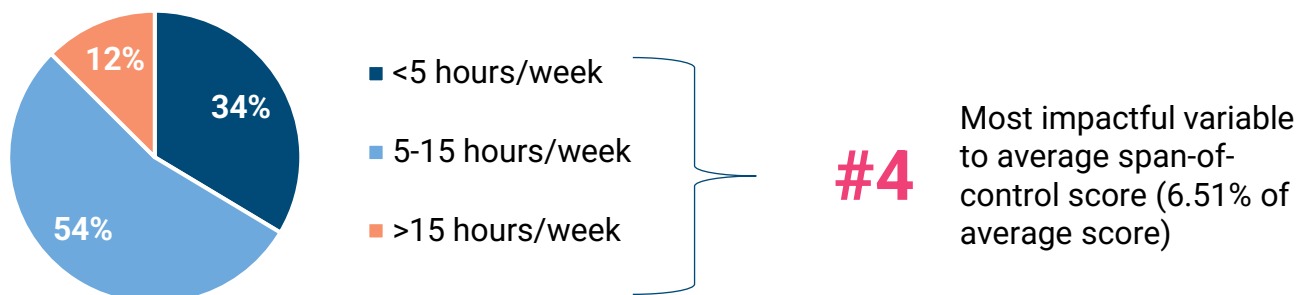 12%
34%
54%
<5 hours/week
5-15 hours/week
>15 hours/week
#4
Most impactful variable
to average span-of-
control score (6.51% of
average score)